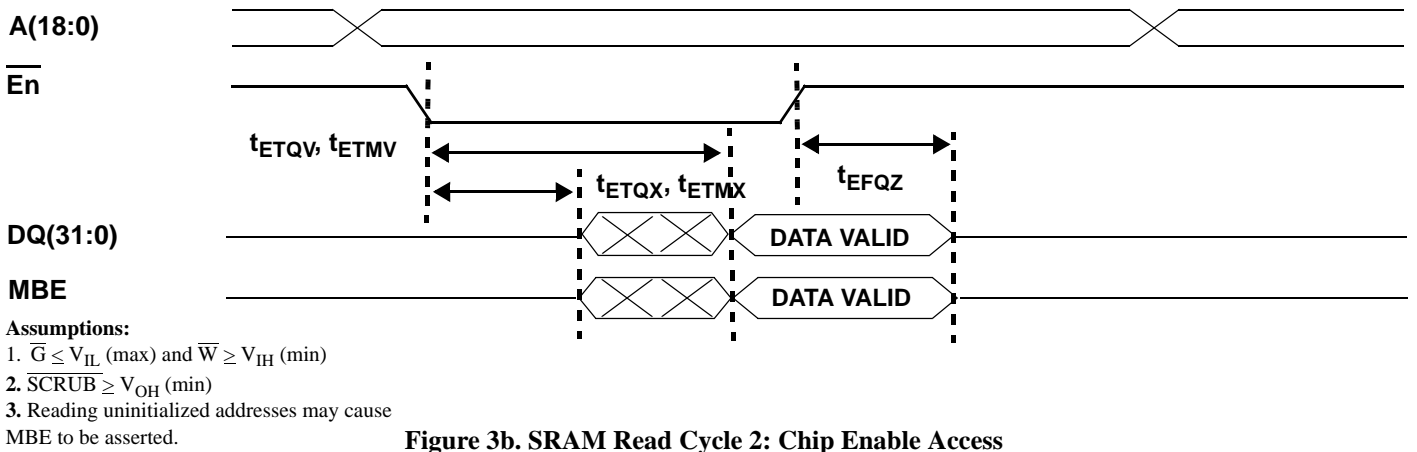 A(18:0)
En
tETQV, tETMV
tETQX, tETMX
tEFQZ
DQ(31:0)
DATA VALID
MBE
DATA VALID
Assumptions:
1. G ≤ VIL (max) and W ≥ VIH (min)
2. SCRUB ≥ VOH (min)
3. Reading uninitialized addresses may cause
MBE to be asserted.
Figure 3b. SRAM Read Cycle 2: Chip Enable Access